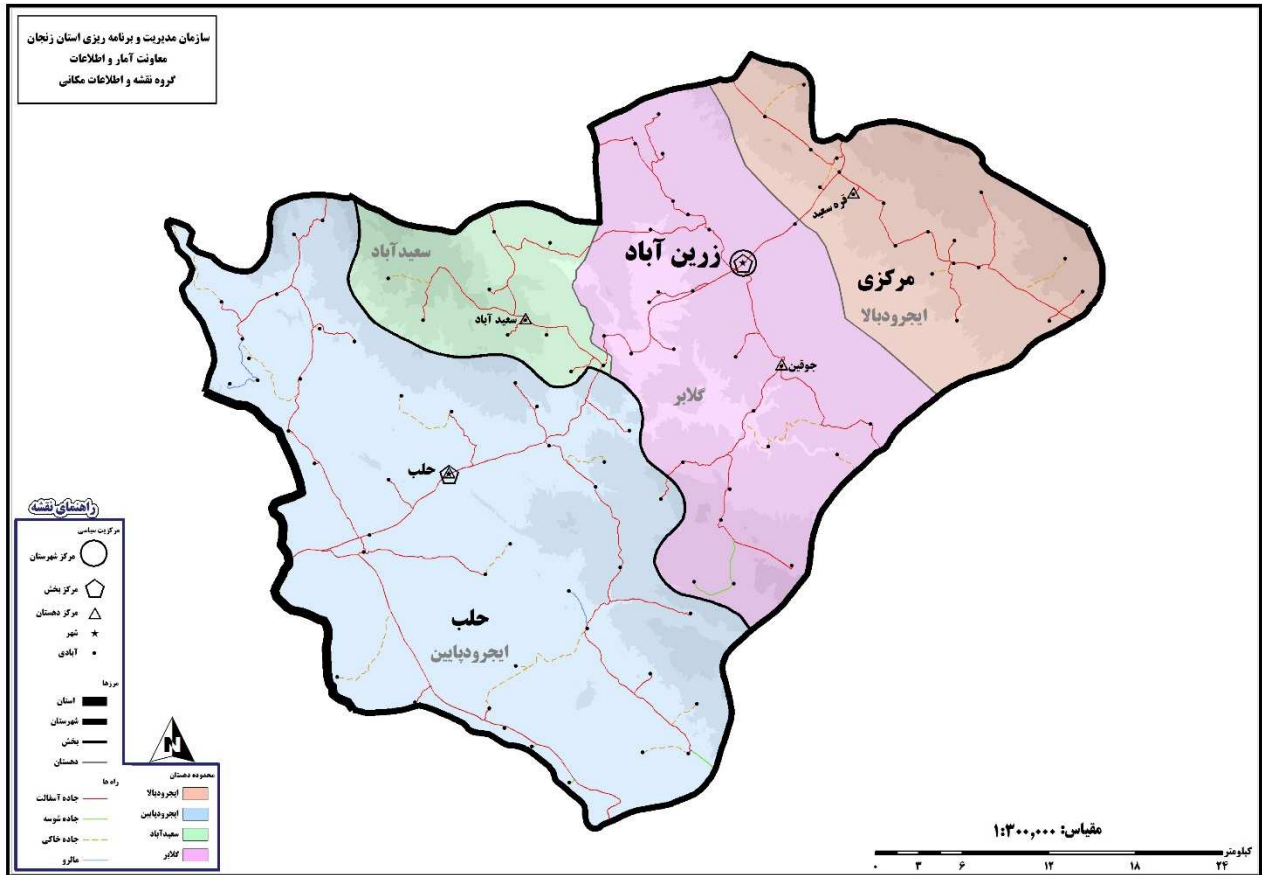 سازمان مدیریت و برنامه ریزی استان زنجان
معاونت آمار و اطلاعات
گروه نقشه و اطلاعات مکانی
قره سعید
زرین آباد
سعیدآباد
مرکزی
ایجرودبالا
سعید آباد
جوقین
گلابر
حلب
حلب
ایجرودپایین
راهنمای نقشه
مرکزیت سیاسی
مرکز شهرستان
مرکز بخش
مرکز دهستان
شهر
آبادی
مرزها
استان
شهرستان
بخش
دهستان
راه ها
جاده آسفالت
جاده شوسه
جاده خاکی
مالرو
N
محدوده دهستان
ایجرودبالا
ایجرودپایین
سعیدآباد
گلابر
مقیاس: ۱:۳۰۰,۰۰۰
کیلومتر
۰ ۳ ۶ ۱۲ ۱۸ ۲۴